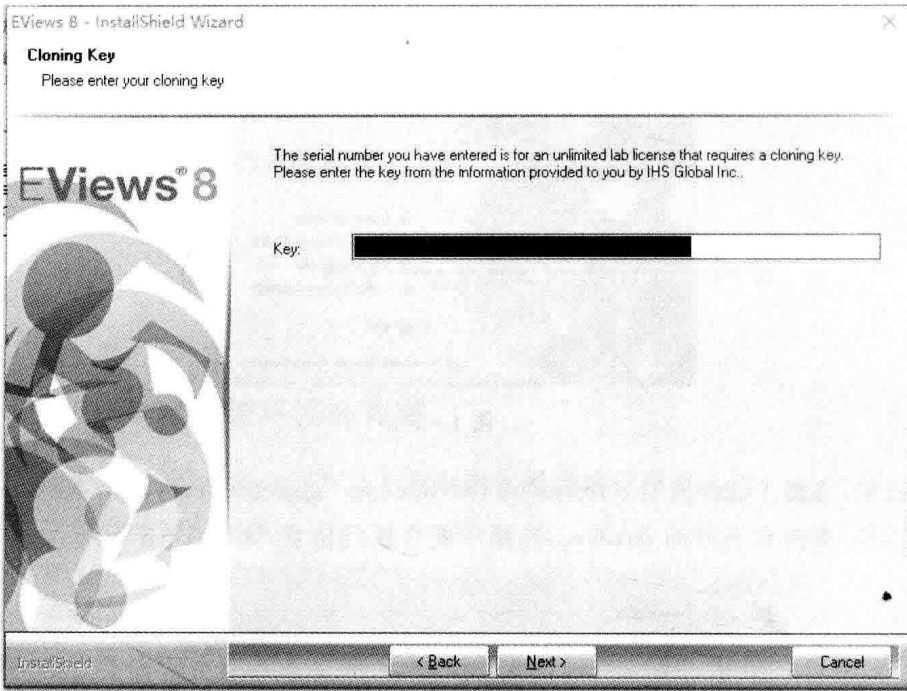 EViews 8 - InstallShield Wizard
Cloning Key
Please enter your cloning key
EViews® 8
The serial number you have entered is for an unlimited lab license that requires a cloning key.
Please enter the key from the information provided to you by IHS Global Inc..
Key:
InstallShield
< Back
Next >
Cancel